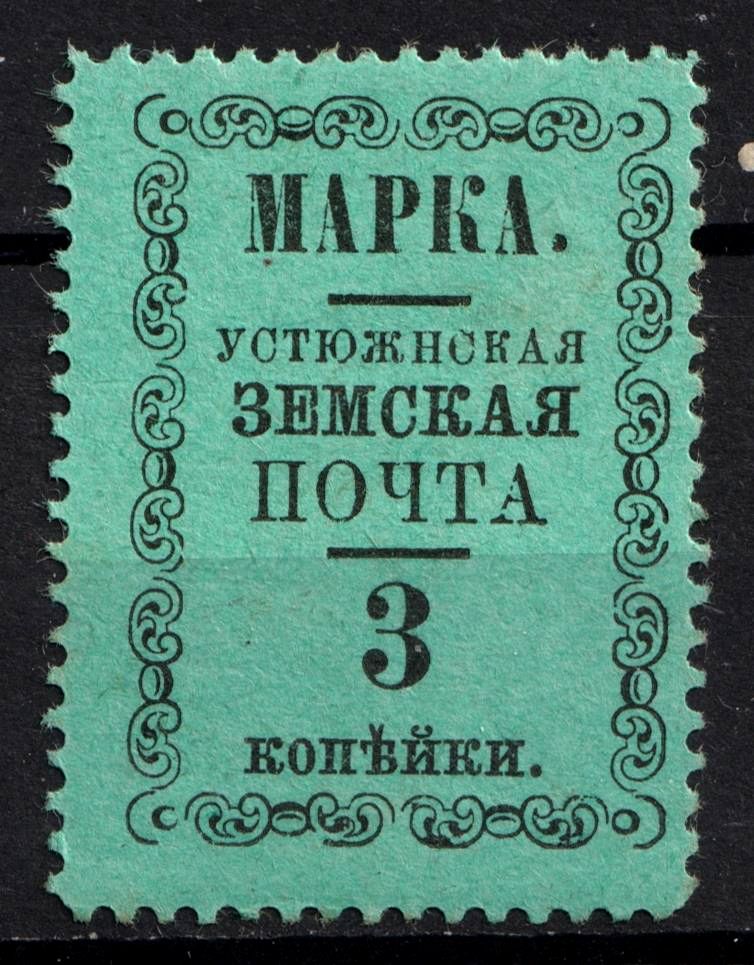 МАРКА.
УСТЮЖНСКАЯ
ЗЕМСКАЯ
ПОЧТА
3
копѣйки.